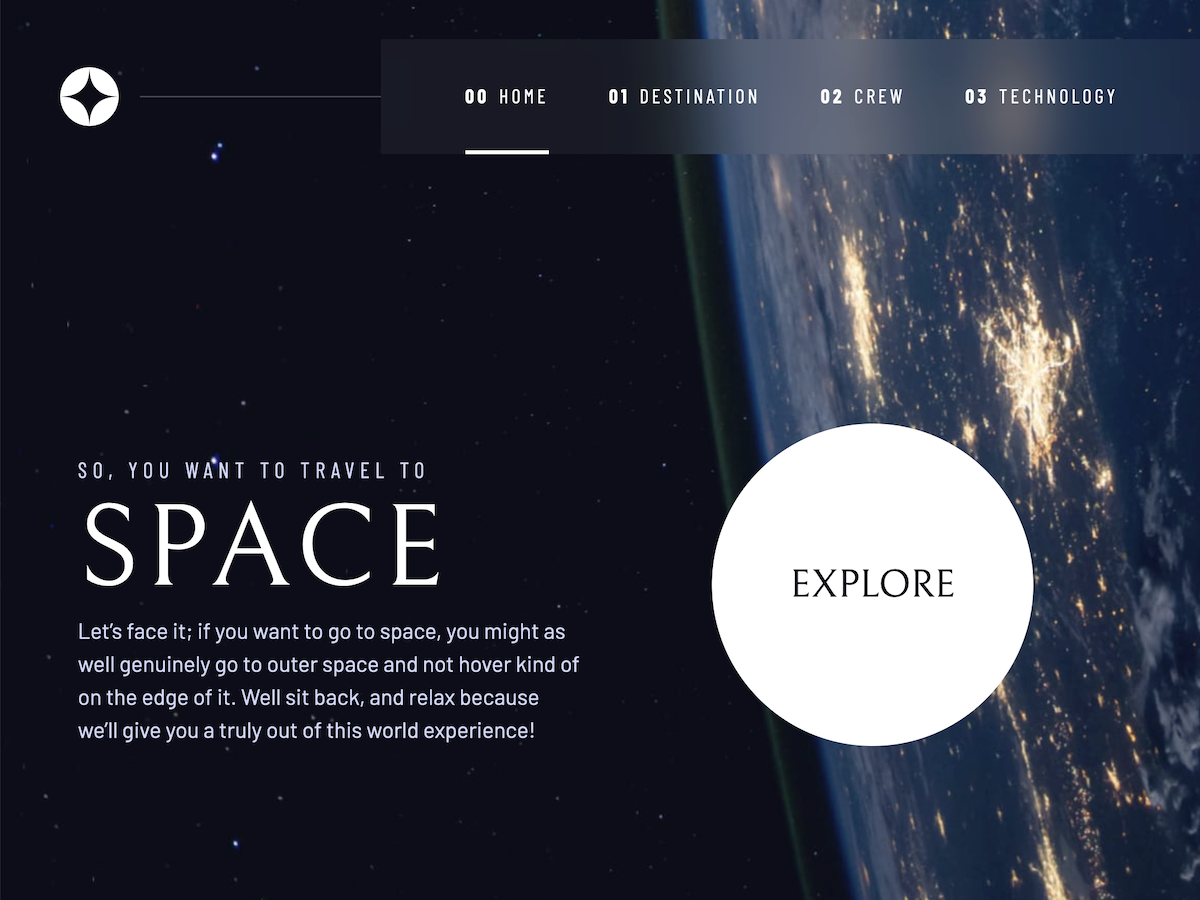 00 HOME 01 DESTINATION 02 CREW 03 TECHNOLOGY
SO, YOU WANT TO TRAVEL TO
SPACE
Let’s face it; if you want to go to space, you might as
well genuinely go to outer space and not hover kind of
on the edge of it. Well sit back, and relax because
we’ll give you a truly out of this world experience!
EXPLORE